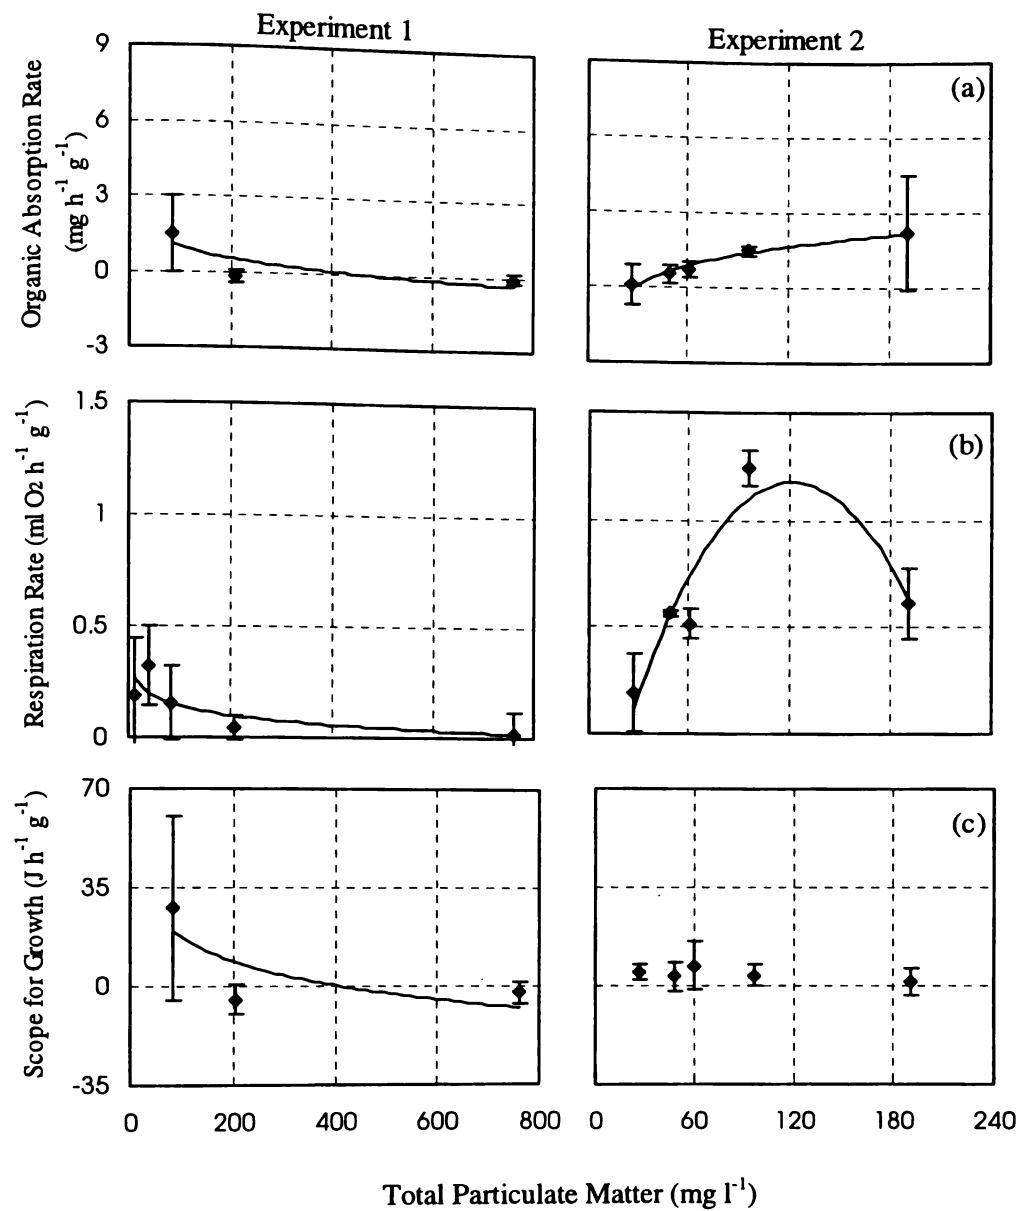 Experiment 1
Experiment 2
Organic Absorption Rate
(mg h⁻¹ g⁻¹)
9
6
3
0
-3
(a)
Respiration Rate (ml O2 h⁻¹ g⁻¹)
1.5
1
0.5
0
(b)
Scope for Growth (J h⁻¹ g⁻¹)
70
35
0
-35
(c)
0 200 400 600 800
0 60 120 180 240
Total Particulate Matter (mg l⁻¹)